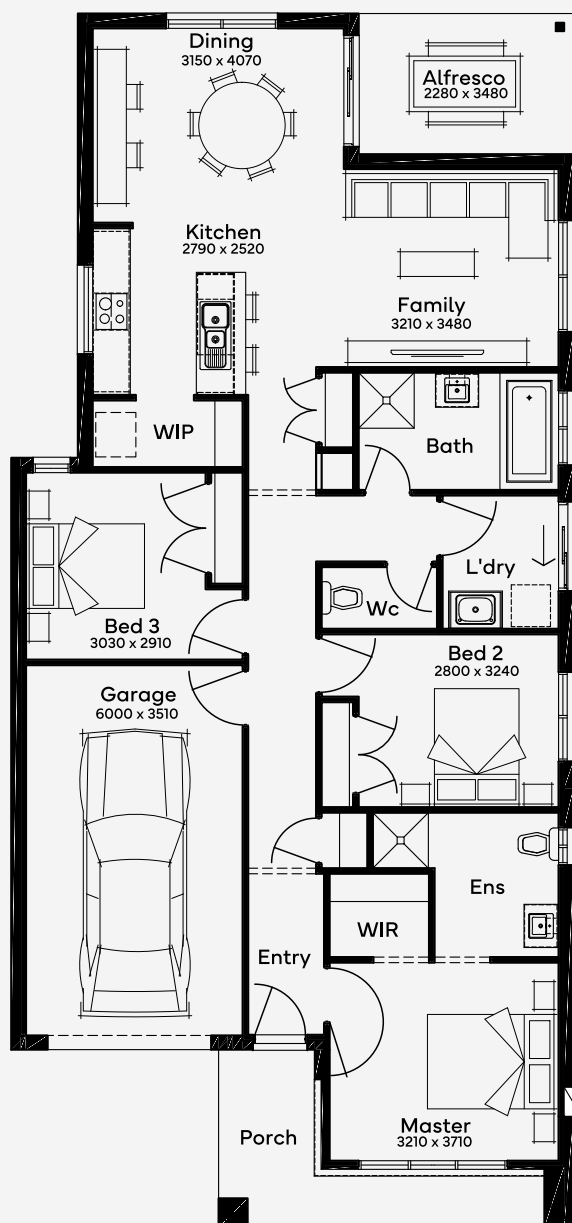 Dining
3150 x 4070
Alfresco
2280 x 3480
Kitchen
2790 x 2520
Family
3210 x 3480
WIP
Bath
L'dry
Wc
Bed 3
3030 x 2910
Bed 2
2800 x 3240
Garage
6000 x 3510
Ens
WIR
Entry
Master
3210 x 3710
Porch